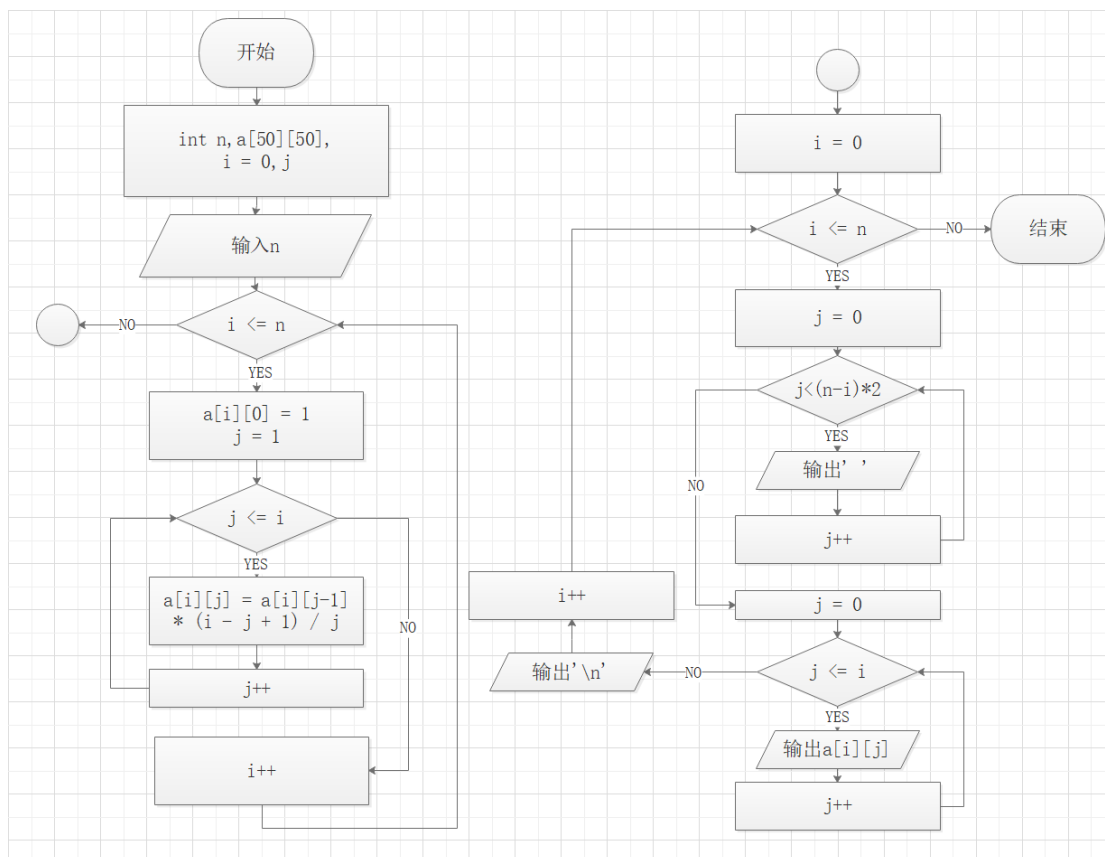 开始
int n,a[50][50],
i = 0,j
输入n
i <= n
NO
YES
a[i][0] = 1
j = 1
j <= i
YES
NO
a[i][j] = a[i][j-1]
* (i - j + 1) / j
j++
i++
i = 0
i <= n
NO
结束
YES
j = 0
j<(n-i)*2
YES
NO
输出' '
j++
j = 0
j <= i
NO
输出'\n'
i++
YES
输出a[i][j]
j++